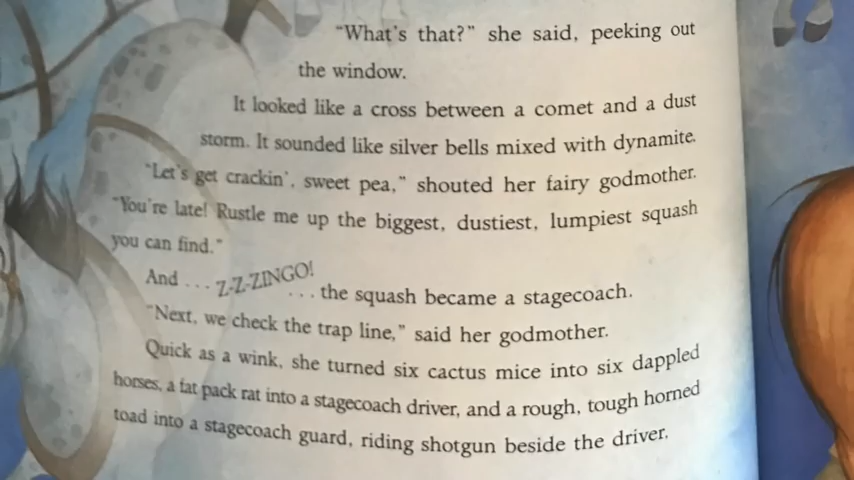 "What's that?" she said, peeking out
the window.
It looked like a cross between a comet and a dust
storm. It sounded like silver bells mixed with dynamite.
"Let's get crackin', sweet pea," shouted her fairy godmother.
"You're late! Rustle me up the biggest, dustiest, lumpiest squash
you can find."
And . . . Z-Z-ZINGO!
. . . the squash became a stagecoach.
"Next, we check the trap line," said her godmother.
Quick as a wink, she turned six cactus mice into six dappled
horses, a fat pack rat into a stagecoach driver, and a rough, tough horned
toad into a stagecoach guard, riding shotgun beside the driver.